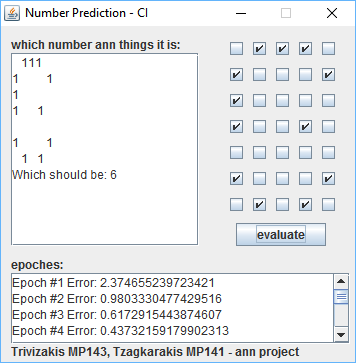 Number Prediction - CI
which number ann things it is:
111
1 1
1
1 1
1 1
1 1
Which should be: 6
evaluate
epoches:
Epoch #1 Error: 2.374655239723421
Epoch #2 Error: 0.9803330477429516
Epoch #3 Error: 0.6172915443874607
Epoch #4 Error: 0.43732159179902313
Trivizakis MP143, Tzagkarakis MP141 - ann project